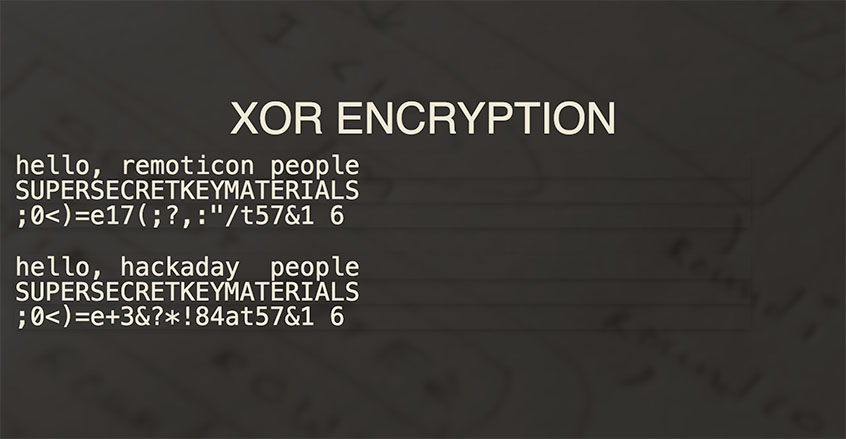 XOR ENCRYPTION
hello, remoticon people
SUPERSECRETKEYMATERIALS
;0<)=e17(;?,:"/t57&1 6
hello, hackaday  people
SUPERSECRETKEYMATERIALS
;0<)=e+3&?*!84at57&1 6